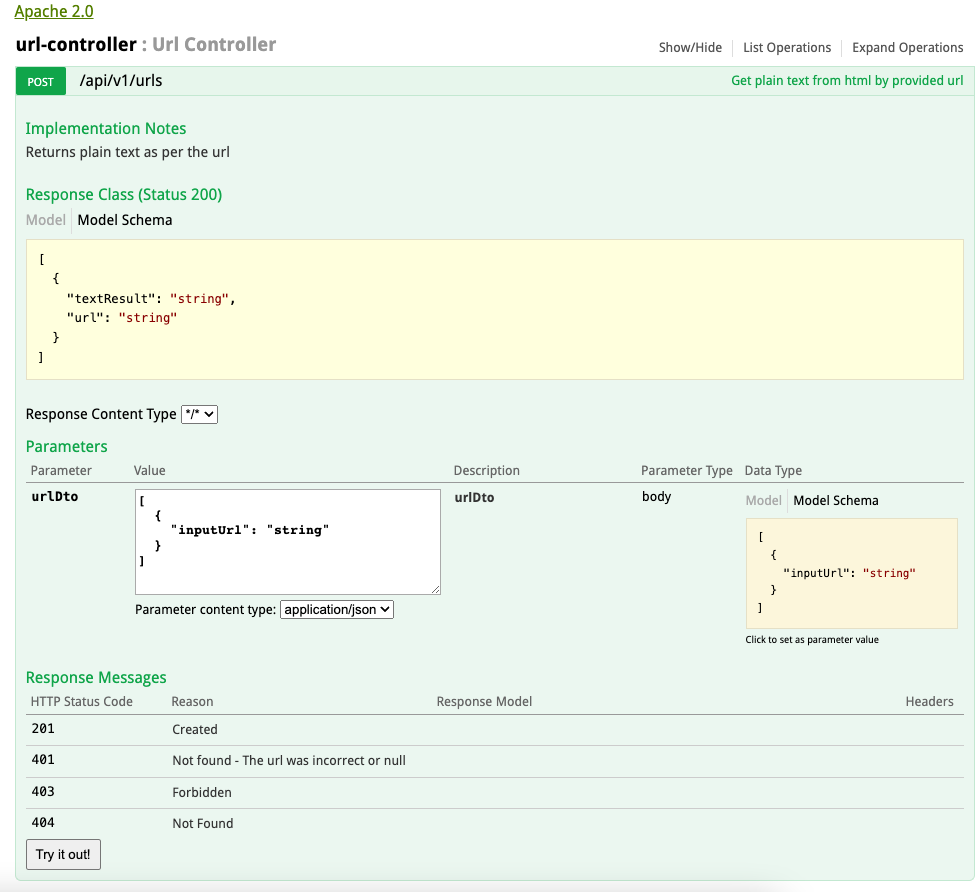 Apache 2.0
url-controller : Url Controller
Show/Hide List Operations Expand Operations
POST /api/v1/urls Get plain text from html by provided url
Implementation Notes
Returns plain text as per the url
Response Class (Status 200)
Model Model Schema
[
  {
    "textResult": "string",
    "url": "string"
  }
]
Response Content Type */*
Parameters
Parameter Value Description Parameter Type Data Type
urlDto
[
  {
    "inputUrl": "string"
  }
]
Parameter content type: application/json
urlDto
body
Model Model Schema
[
  {
    "inputUrl": "string"
  }
]
Click to set as parameter value
Response Messages
HTTP Status Code Reason Response Model Headers
201 Created
401 Not found - The url was incorrect or null
403 Forbidden
404 Not Found
Try it out!